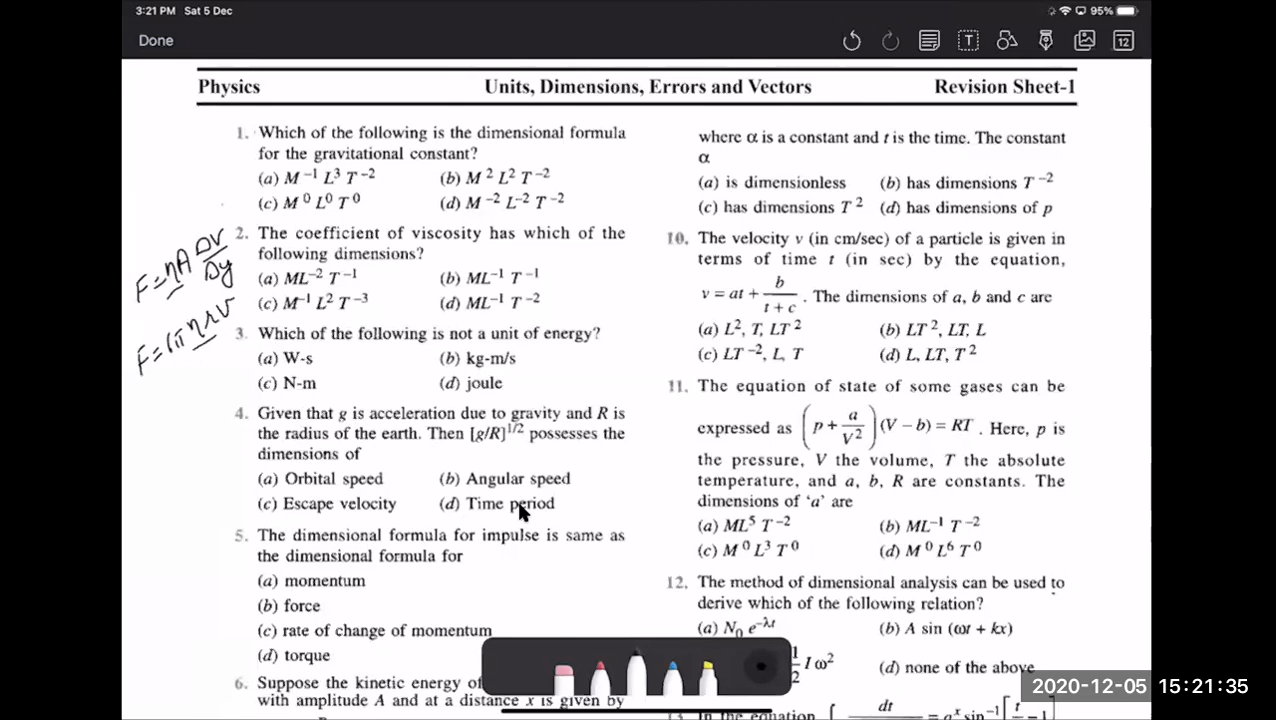 3:21 PM Sat 5 Dec
95%
Done
T
12
Physics Units, Dimensions, Errors and Vectors Revision Sheet-1
1. Which of the following is the dimensional formula
for the gravitational constant?
(a) M⁻¹ L³ T⁻² (b) M² L² T⁻²
(c) M⁰ L⁰ T⁰ (d) M⁻² L⁻² T⁻²
2. The coefficient of viscosity has which of the
following dimensions?
(a) ML⁻² T⁻¹ (b) ML⁻¹ T⁻¹
(c) M⁻¹ L² T⁻³ (d) ML⁻¹ T⁻²
F=ηA ΔV/Δy
F=6πηrv
3. Which of the following is not a unit of energy?
(a) W-s (b) kg-m/s
(c) N-m (d) joule
4. Given that g is acceleration due to gravity and R is
the radius of the earth. Then [g/R]^1/2 possesses the
dimensions of
(a) Orbital speed (b) Angular speed
(c) Escape velocity (d) Time period
5. The dimensional formula for impulse is same as
the dimensional formula for
(a) momentum
(b) force
(c) rate of change of momentum
(d) torque
6. Suppose the kinetic energy of
with amplitude A and at a distance x is given by
where α is a constant and t is the time. The constant
α
(a) is dimensionless (b) has dimensions T⁻²
(c) has dimensions T² (d) has dimensions of p
10. The velocity v (in cm/sec) of a particle is given in
terms of time t (in sec) by the equation,
v = at + b/(t + c). The dimensions of a, b and c are
(a) L², T, LT² (b) LT², LT, L
(c) LT⁻², L, T (d) L, LT, T²
11. The equation of state of some gases can be
expressed as (p + a/V²)(V − b) = RT. Here, p is
the pressure, V the volume, T the absolute
temperature, and a, b, R are constants. The
dimensions of ‘a’ are
(a) ML⁵ T⁻² (b) ML⁻¹ T⁻²
(c) M⁰ L³ T⁰ (d) M⁰ L⁶ T⁰
12. The method of dimensional analysis can be used to
derive which of the following relation?
(a) N₀ e^−λt (b) A sin (ωt + kx)
1/2 I ω² (d) none of the above
13. In the equation ∫ dt = aˣ sin⁻¹ [t − 1]
2020-12-05 15:21:35